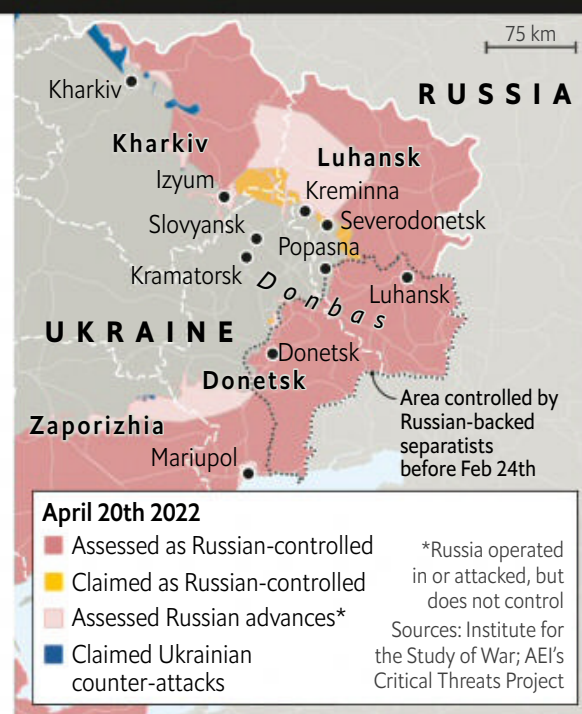 75 km
Kharkiv
RUSSIA
Kharkiv
Luhansk
Izyum
Kreminna
Slovyansk
Severodonetsk
Popasna
Kramatorsk
Donbas
Luhansk
UKRAINE
Donetsk
Donetsk
Area controlled by
Russian-backed
separatists
before Feb 24th
Zaporizhia
Mariupol
April 20th 2022
Assessed as Russian-controlled
Claimed as Russian-controlled
Assessed Russian advances*
Claimed Ukrainian
counter-attacks
*Russia operated
in or attacked, but
does not control
Sources: Institute for
the Study of War; AEI's
Critical Threats Project